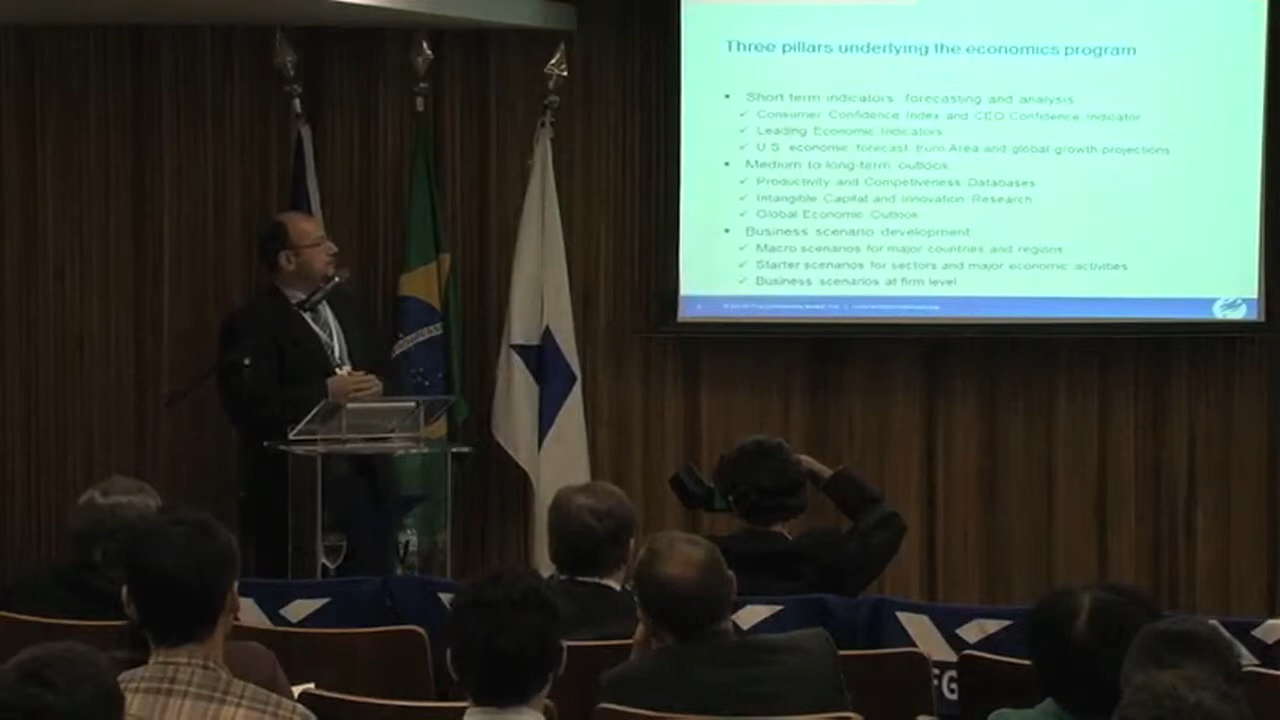 Three pillars underlying the economics program
Short term indicators, forecasting and analysis
Consumer Confidence Index and CEO Confidence Indicator
Leading Economic Indicators
U.S. economic forecast, Euro Area and global growth projections
Medium to long-term outlook
Productivity and Competiveness Databases
Intangible Capital and Innovation Research
Global Economic Outlook
Business scenario development
Macro scenarios for major countries and regions
Starter scenarios for sectors and major economic activities
Business scenarios at firm level
FG